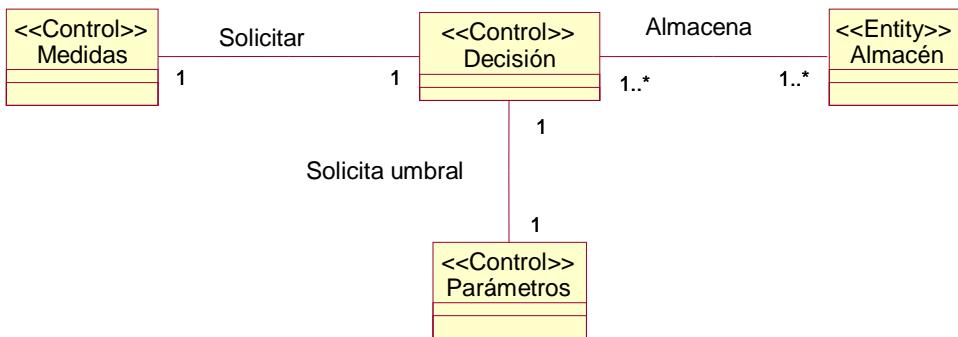 <<Control>>
Medidas
Solicitar
1
1
<<Control>>
Decisión
Almacena
1..*
1..*
<<Entity>>
Almacén
1
Solicita umbral
1
<<Control>>
Parámetros